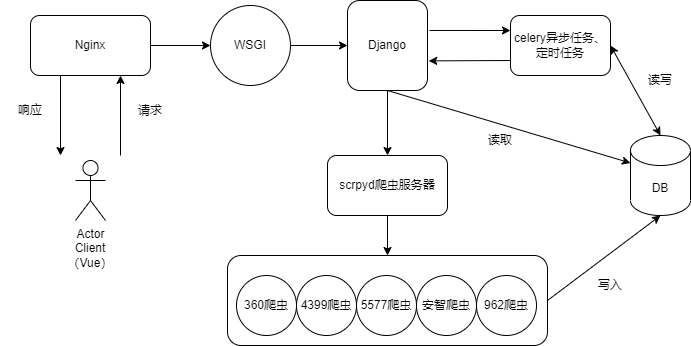 Nginx
WSGI
Django
celery异步任务、
定时任务
响应
请求
读取
读写
scrpyd爬虫服务器
DB
Actor
Client
（Vue）
360爬虫
4399爬虫
5577爬虫
安智爬虫
962爬虫
写入